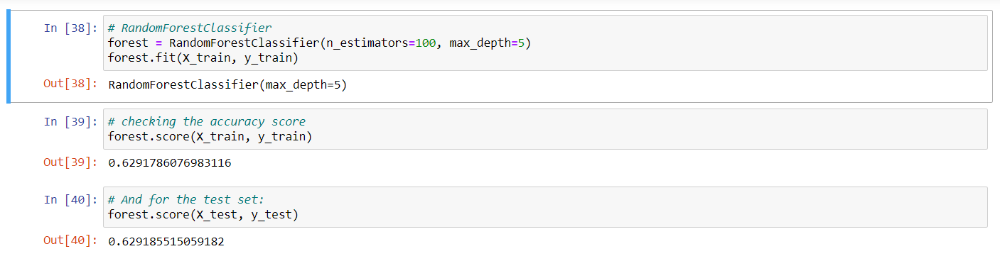 In [38]: # RandomForestClassifier
forest = RandomForestClassifier(n_estimators=100, max_depth=5)
forest.fit(X_train, y_train)
Out[38]: RandomForestClassifier(max_depth=5)
In [39]: # checking the accuracy score
forest.score(X_train, y_train)
Out[39]: 0.6291786076983116
In [40]: # And for the test set:
forest.score(X_test, y_test)
Out[40]: 0.629185515059182